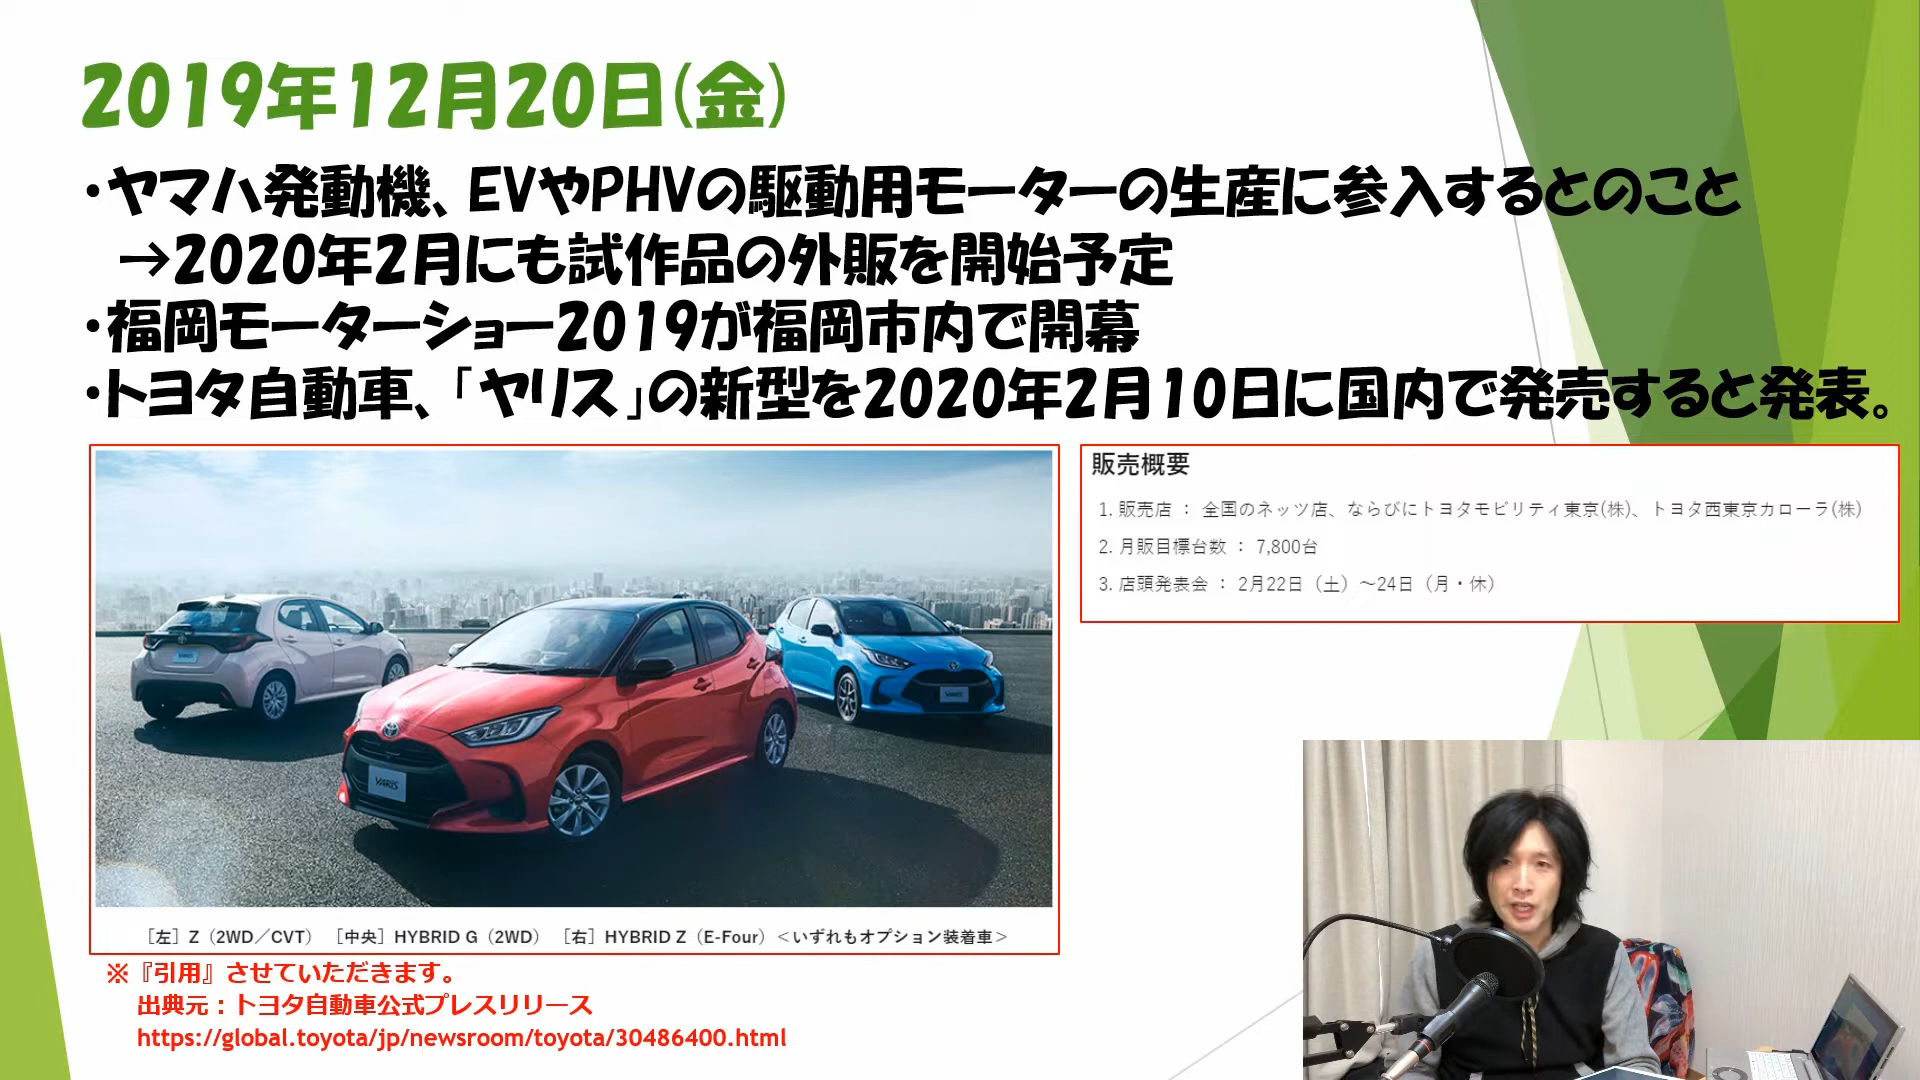 2019年12月20日(金)
・ヤマハ発動機、EVやPHVの駆動用モーターの生産に参入するとのこと
→2020年2月にも試作品の外販を開始予定
・福岡モーターショー2019が福岡市内で開幕
・トヨタ自動車、「ヤリス」の新型を2020年2月10日に国内で発売すると発表。
販売概要
1. 販売店 ： 全国のネッツ店、ならびにトヨタモビリティ東京(株)、トヨタ西東京カローラ(株)
2. 月販目標台数 ： 7,800台
3. 店頭発表会 ： 2月22日（土）～24日（月・休）
YARIS
YARIS
［左］Z（2WD／CVT） ［中央］HYBRID G（2WD） ［右］HYBRID Z（E-Four）＜いずれもオプション装着車＞
※『引用』させていただきます。
出典元：トヨタ自動車公式プレスリリース
https://global.toyota/jp/newsroom/toyota/30486400.html